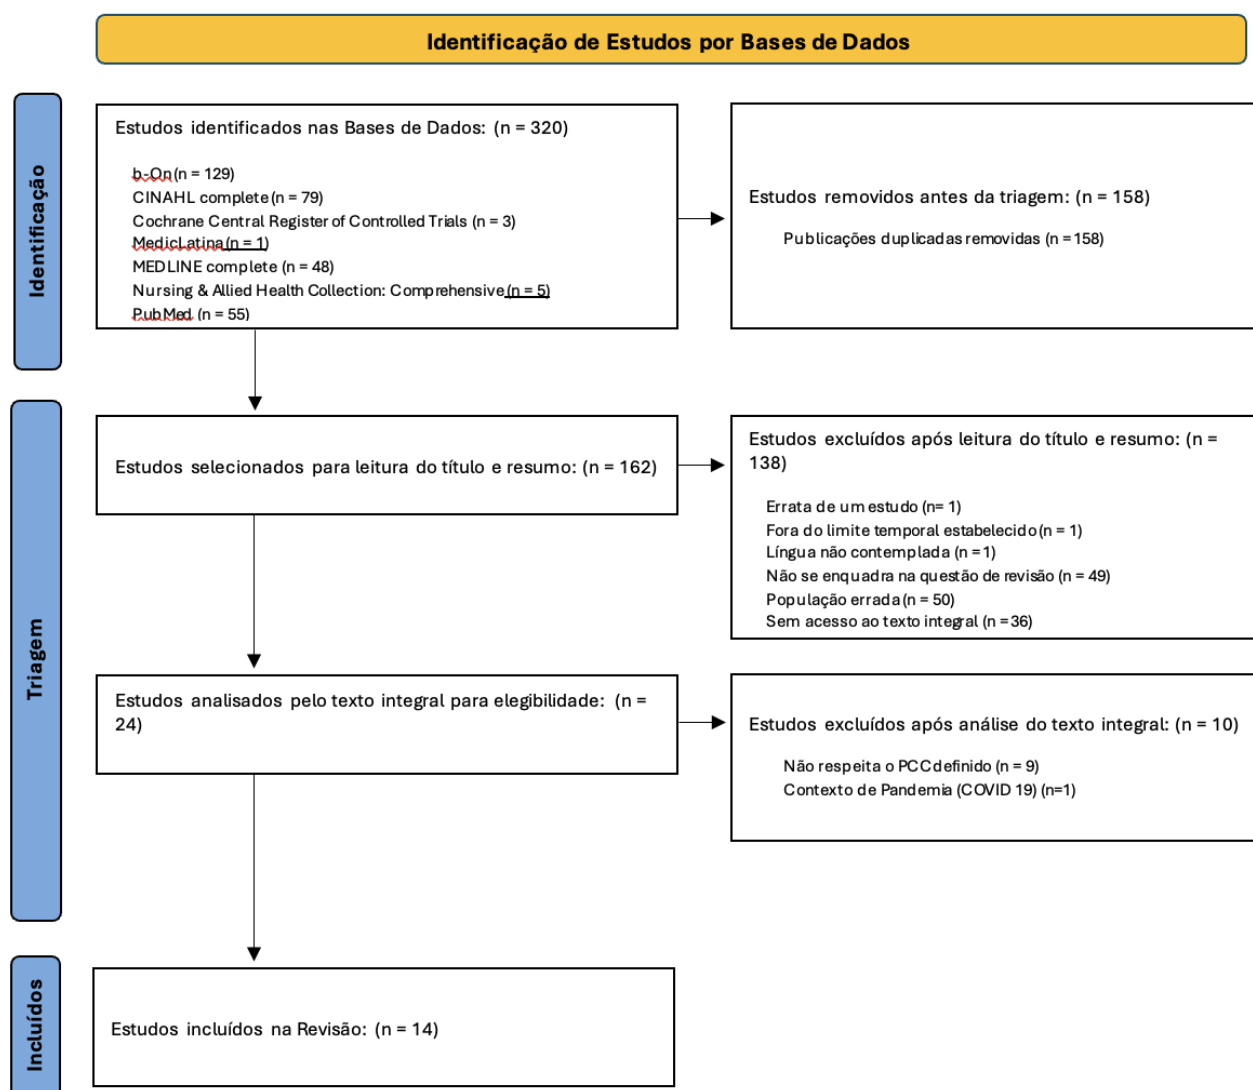 Identificação de Estudos por Bases de Dados
Identificação
Estudos identificados nas Bases de Dados: (n = 320)
b-On (n = 129)
CINAHL complete (n = 79)
Cochrane Central Register of Controlled Trials (n = 3)
MedicLatina (n = 1)
MEDLINE complete (n = 48)
Nursing & Allied Health Collection: Comprehensive (n = 5)
PubMed (n = 55)
Estudos removidos antes da triagem: (n = 158)
Publicações duplicadas removidas (n = 158)
Triagem
Estudos selecionados para leitura do título e resumo: (n = 162)
Estudos excluídos após leitura do título e resumo: (n =
138)
Errata de um estudo (n= 1)
Fora do limite temporal estabelecido (n = 1)
Língua não contemplada (n = 1)
Não se enquadra na questão de revisão (n = 49)
População errada (n = 50)
Sem acesso ao texto integral (n = 36)
Estudos analisados pelo texto integral para elegibilidade: (n =
24)
Estudos excluídos após análise do texto integral: (n = 10)
Não respeita o PCC definido (n = 9)
Contexto de Pandemia (COVID 19) (n=1)
Incluídos
Estudos incluídos na Revisão: (n = 14)